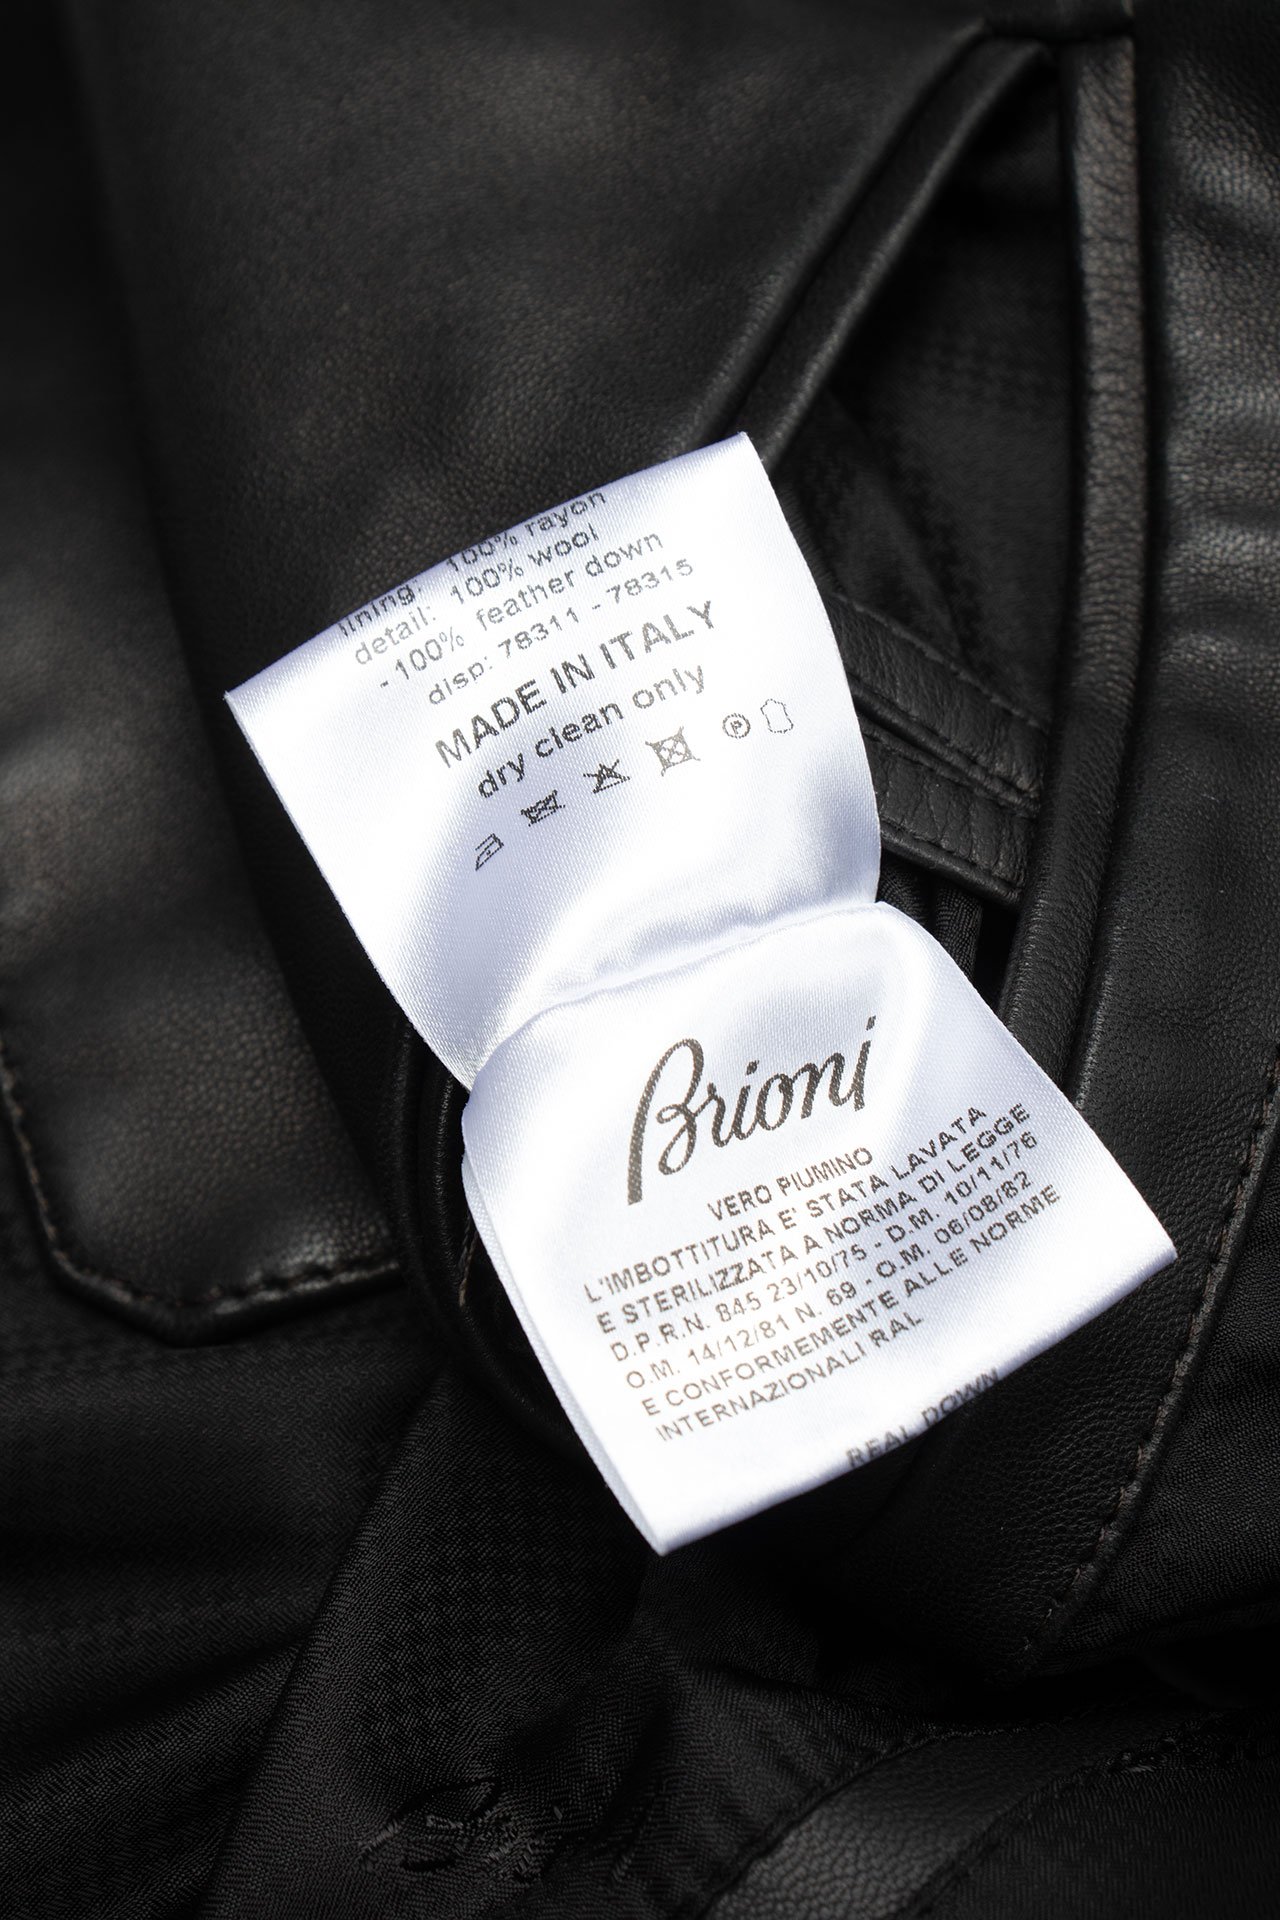 lining: 100% rayon
detail: 100% wool
- 100% feather down
disp: 78311 - 78315
MADE IN ITALY
dry clean only
P
Brioni
VERO PIUMINO
L'IMBOTTITURA E' STATA LAVATA
E STERILIZZATA A NORMA DI LEGGE
D.P.R.N. 845 23/10/75 - D.M. 10/11/76
O.M. 14/12/81 N. 69 - O.M. 06/08/82
E CONFORMEMENTE ALLE NORME
INTERNAZIONALI RAL
REAL DOWN